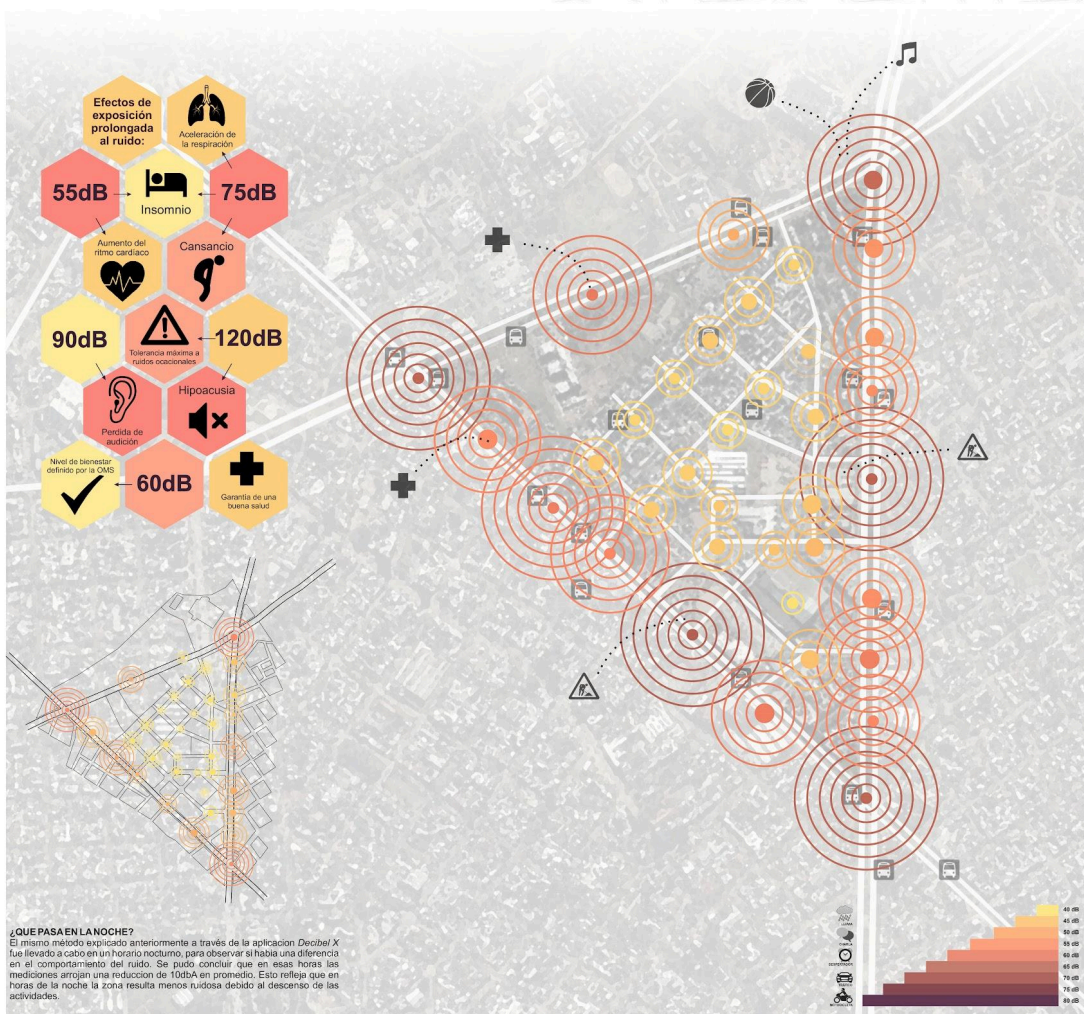 Efectos de
exposición
prolongada
al ruido:
Aceleración de
la respiración
55dB
Insomnio
75dB
Aumento del
ritmo cardíaco
Cansancio
90dB
Tolerancia máxima a
ruidos ocacionales
120dB
Perdida de
audición
Hipoacusia
Nivel de bienestar
definido por la OMS
60dB
Garantía de una
buena salud
¿QUE PASA EN LA NOCHE?
El mismo método explicado anteriormente a través de la aplicacion Decibel X
fue llevado a cabo en un horario nocturno, para observar si habia una diferencia
en el comportamiento del ruido. Se pudo concluir que en esas horas las
mediciones arrojan una reduccion de 10dbA en promedio. Esto refleja que en
horas de la noche la zona resulta menos ruidosa debido al descenso de las
actividades.
LLUVIA
CHARLA
DESPERTADOR
MOTOCICLETA
40 dB
45 dB
50 dB
55 dB
60 dB
65 dB
70 dB
75 dB
80 dB